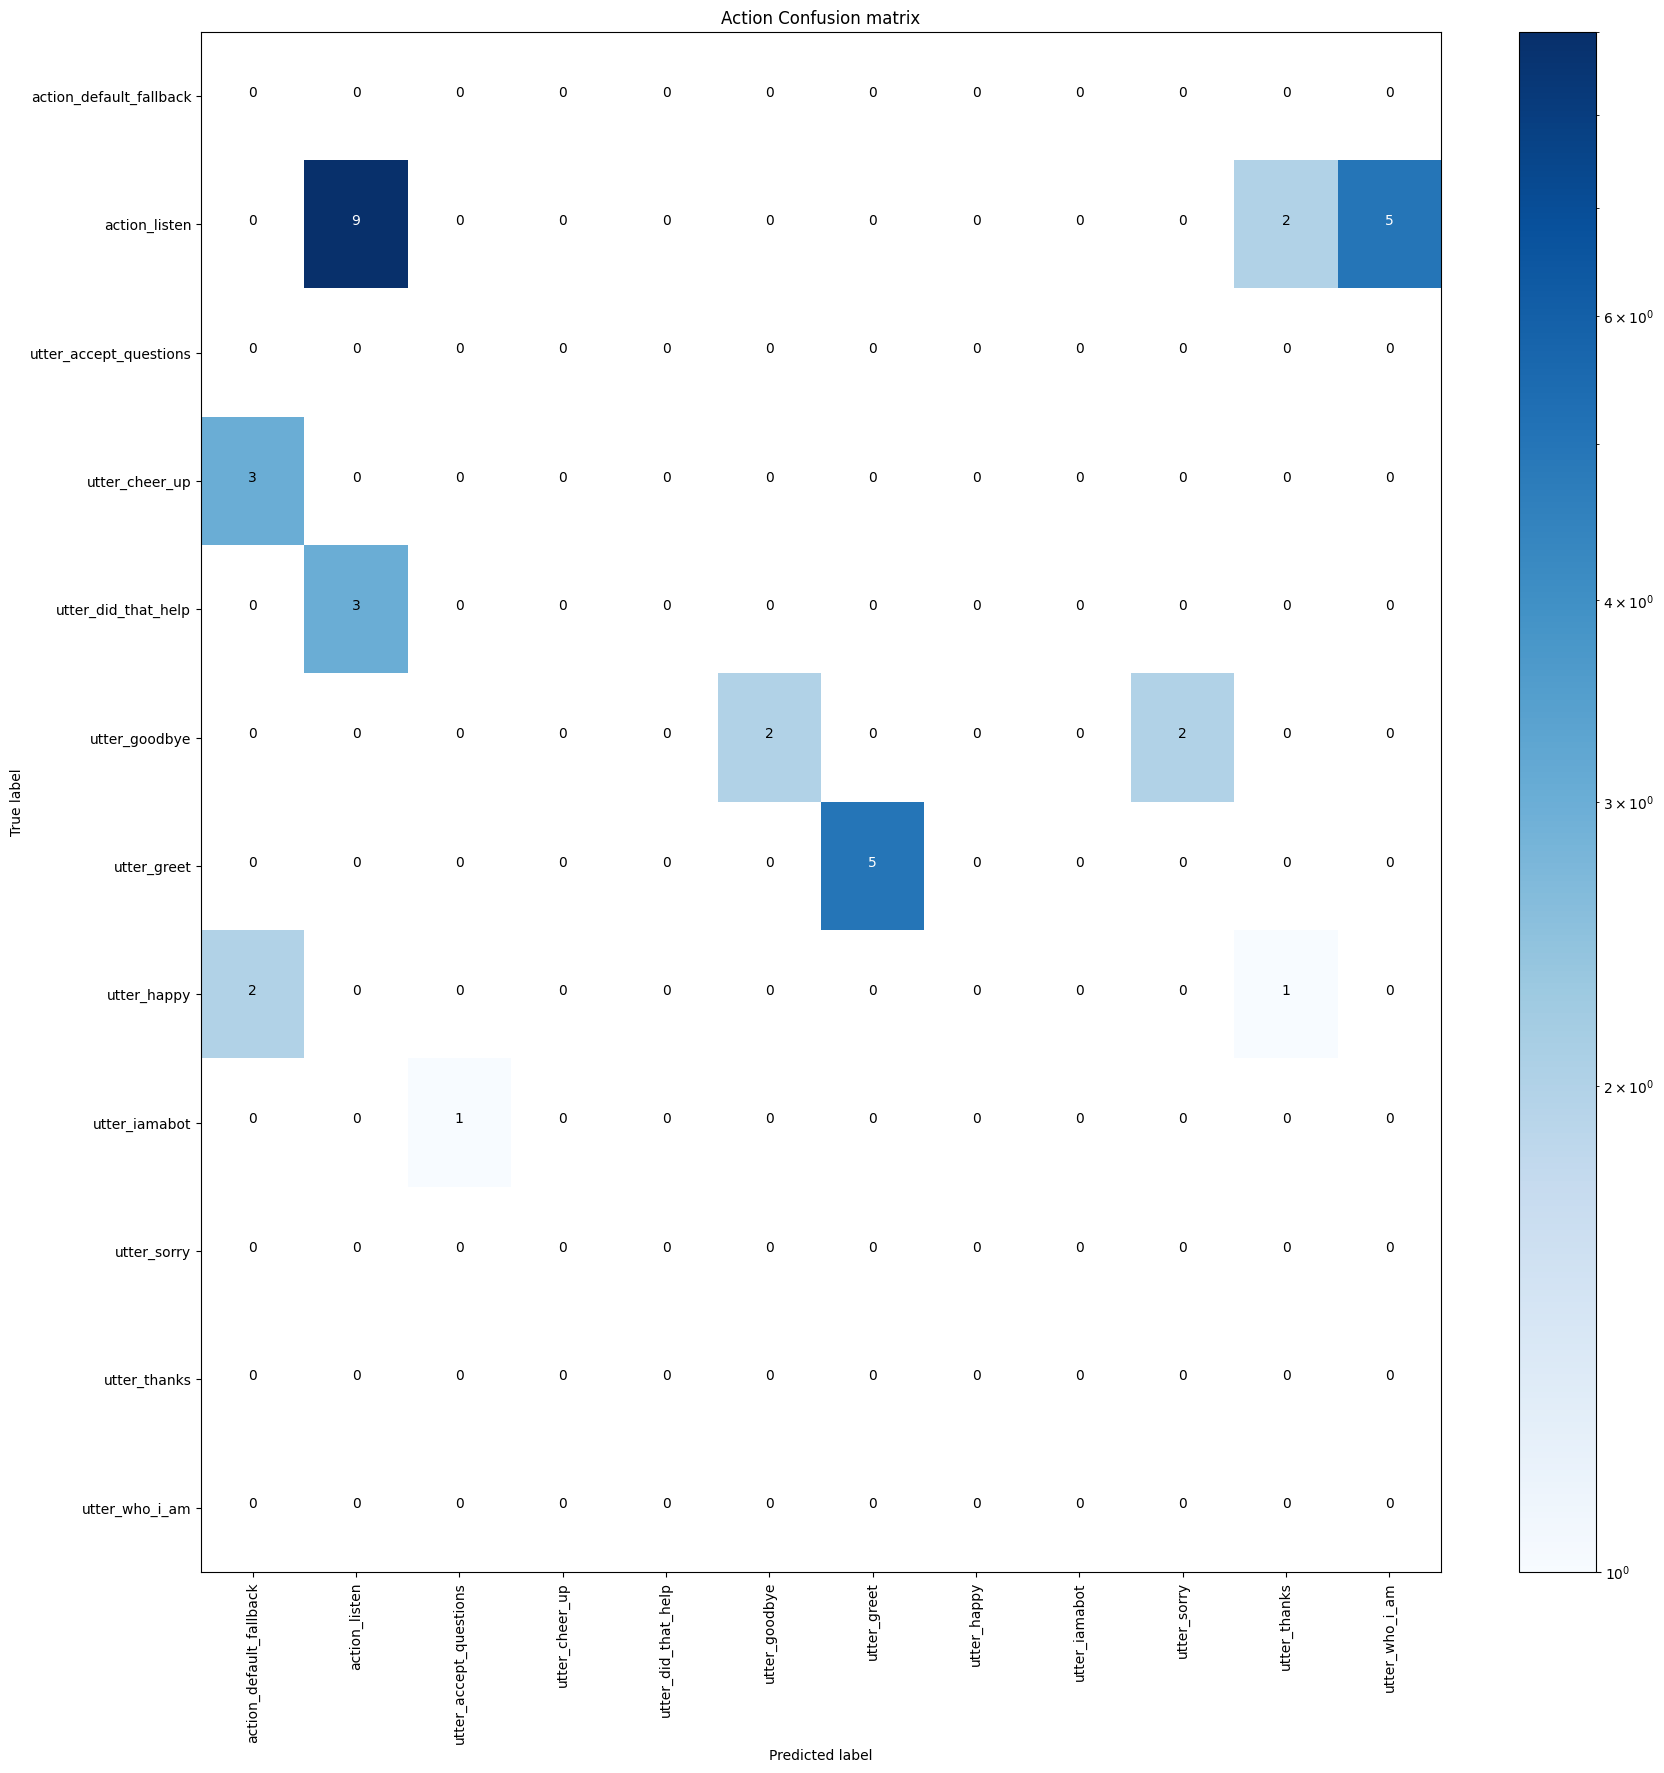 Action Confusion matrix
action_default_fallback 0 0 0 0 0 0 0 0 0 0 0 0
action_listen 0 9 0 0 0 0 0 0 0 0 2 5
utter_accept_questions 0 0 0 0 0 0 0 0 0 0 0 0
utter_cheer_up 3 0 0 0 0 0 0 0 0 0 0 0
utter_did_that_help 0 3 0 0 0 0 0 0 0 0 0 0
utter_goodbye 0 0 0 0 0 2 0 0 0 2 0 0
utter_greet 0 0 0 0 0 0 5 0 0 0 0 0
utter_happy 2 0 0 0 0 0 0 0 0 0 1 0
utter_iamabot 0 0 1 0 0 0 0 0 0 0 0 0
utter_sorry 0 0 0 0 0 0 0 0 0 0 0 0
utter_thanks 0 0 0 0 0 0 0 0 0 0 0 0
utter_who_i_am 0 0 0 0 0 0 0 0 0 0 0 0
True label
action_default_fallback
action_listen
utter_accept_questions
utter_cheer_up
utter_did_that_help
utter_goodbye
utter_greet
utter_happy
utter_iamabot
utter_sorry
utter_thanks
utter_who_i_am
Predicted label
6 × 10⁰
4 × 10⁰
3 × 10⁰
2 × 10⁰
10⁰